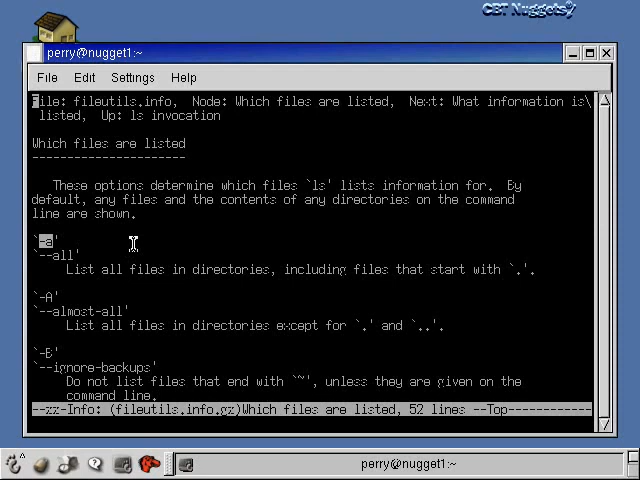 CBT Nuggets
perry@nugget1:~
File Edit Settings Help
File: fileutils.info, Node: Which files are listed, Next: What information is\
listed, Up: ls invocation
Which files are listed
----------------------
These options determine which files `ls' lists information for. By
default, any files and the contents of any directories on the command
line are shown.
`-a'
`--all'
List all files in directories, including files that start with `.'.
`-A'
`--almost-all'
List all files in directories except for `.' and `..'.
`-B'
`--ignore-backups'
Do not list files that end with `~', unless they are given on the
command line.
--zz-Info: (fileutils.info.gz)Which files are listed, 52 lines --Top-----------
perry@nugget1:~